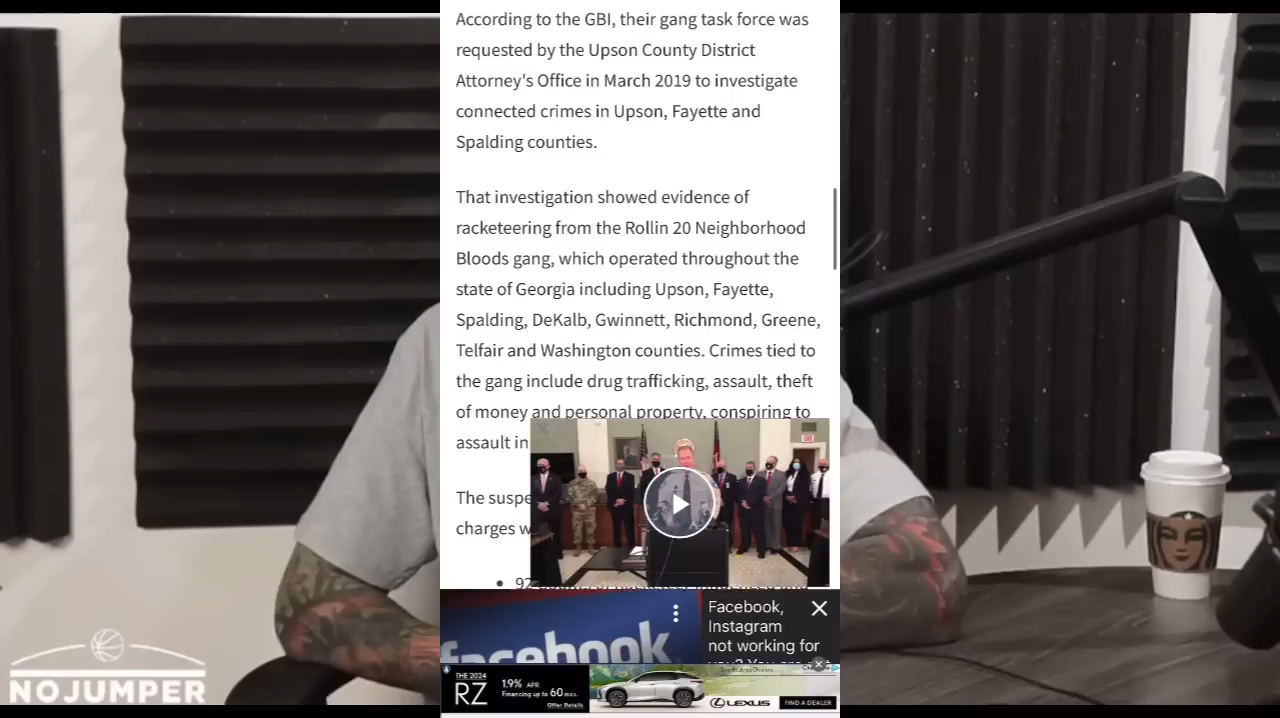 According to the GBI, their gang task force was
requested by the Upson County District
Attorney's Office in March 2019 to investigate
connected crimes in Upson, Fayette and
Spalding counties.
That investigation showed evidence of
racketeering from the Rollin 20 Neighborhood
Bloods gang, which operated throughout the
state of Georgia including Upson, Fayette,
Spalding, DeKalb, Gwinnett, Richmond, Greene,
Telfair and Washington counties. Crimes tied to
the gang include drug trafficking, assault, theft
of money and personal property, conspiring to
assault in
The suspe
charges w
facebook
Facebook,
Instagram
not working for
THE 2024
RZ
1.9% APR
Financing up to 60 mos.
Offer Details
LEXUS
FIND A DEALER
NOJUMPER